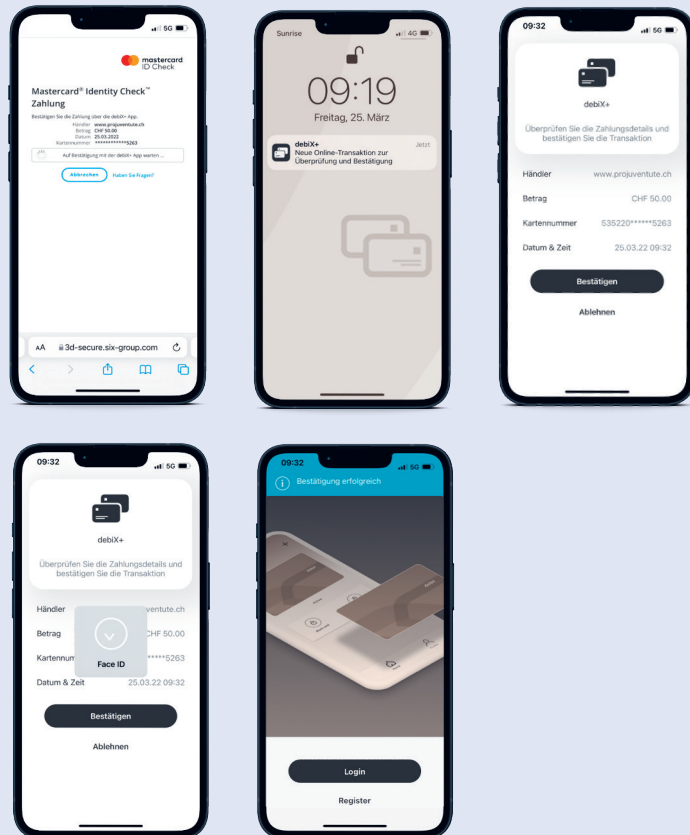 5G
mastercard
ID Check
Mastercard® Identity Check™
Zahlung
Bestätigen Sie die Zahlung über die debiX+ App.
Händler www.projuventute.ch
Betrag CHF 50.00
Datum 25.03.2022
Kartennummer ************5263
Auf Bestätigung mit der debiX+ App warten ...
Abbrechen Haben Sie Fragen?
AA 3d-secure.six-group.com
Sunrise 4G
09:19
Freitag, 25. März
debiX+ Jetzt
Neue Online-Transaktion zur
Überprüfung und Bestätigung
09:32 5G
debiX+
Überprüfen Sie die Zahlungsdetails und
bestätigen Sie die Transaktion
Händler www.projuventute.ch
Betrag CHF 50.00
Kartennummer 535220******5263
Datum & Zeit 25.03.22 09:32
Bestätigen
Ablehnen
09:32 5G
debiX+
Überprüfen Sie die Zahlungsdetails und
bestätigen Sie die Transaktion
Händler ventute.ch
Betrag CHF 50.00
Kartennum *****5263
Face ID
Datum & Zeit 25.03.22 09:32
Bestätigen
Ablehnen
09:32 5G
Bestätigung erfolgreich
Login
Register